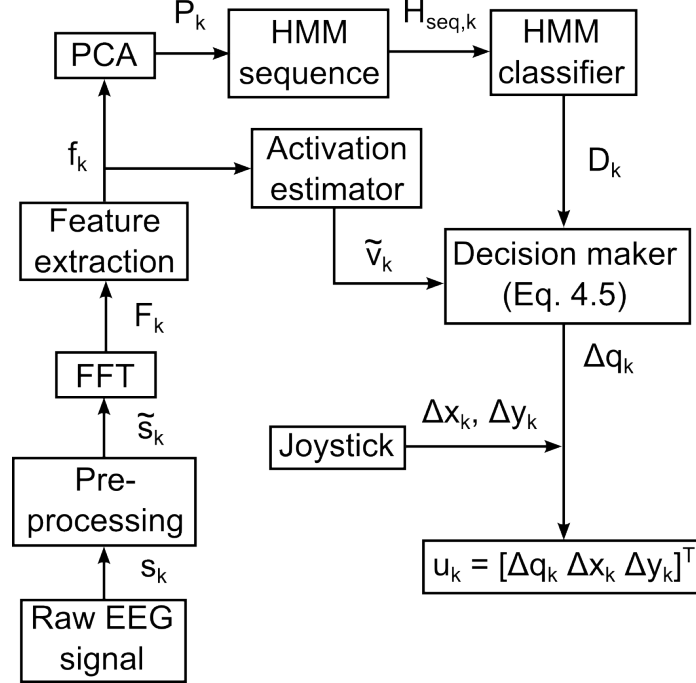 P_k
H_seq,k
PCA
HMM
sequence
HMM
classifier
f_k
Activation
estimator
D_k
Feature
extraction
ṽ_k
Decision maker
(Eq. 4.5)
F_k
FFT
Δq_k
s̃_k
Δx_k, Δy_k
Joystick
Pre-
processing
s_k
u_k = [Δq_k Δx_k Δy_k]^T
Raw EEG
signal